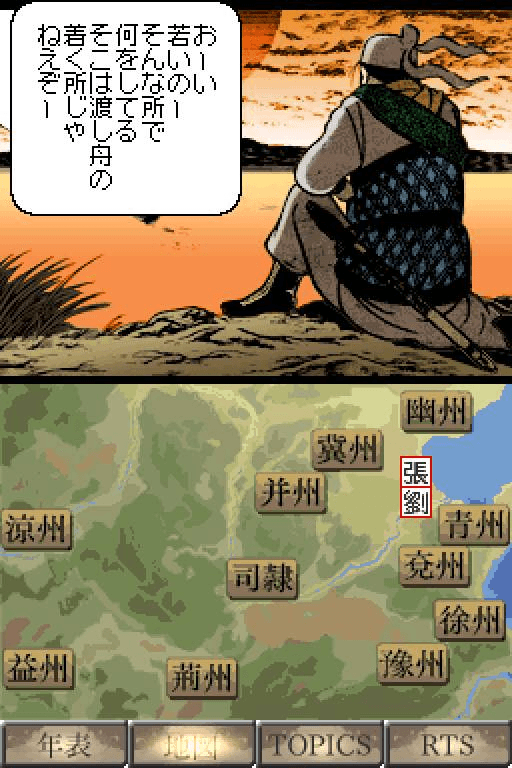 おーい
若いのー
そんな所で
何をしてる
そこは渡し舟の
着く所じゃ
ねえぞー
幽州
冀州
并州
張
劉
涼州
青州
司隷
兗州
徐州
益州
荊州
豫州
年表
地図
TOPICS
RTS